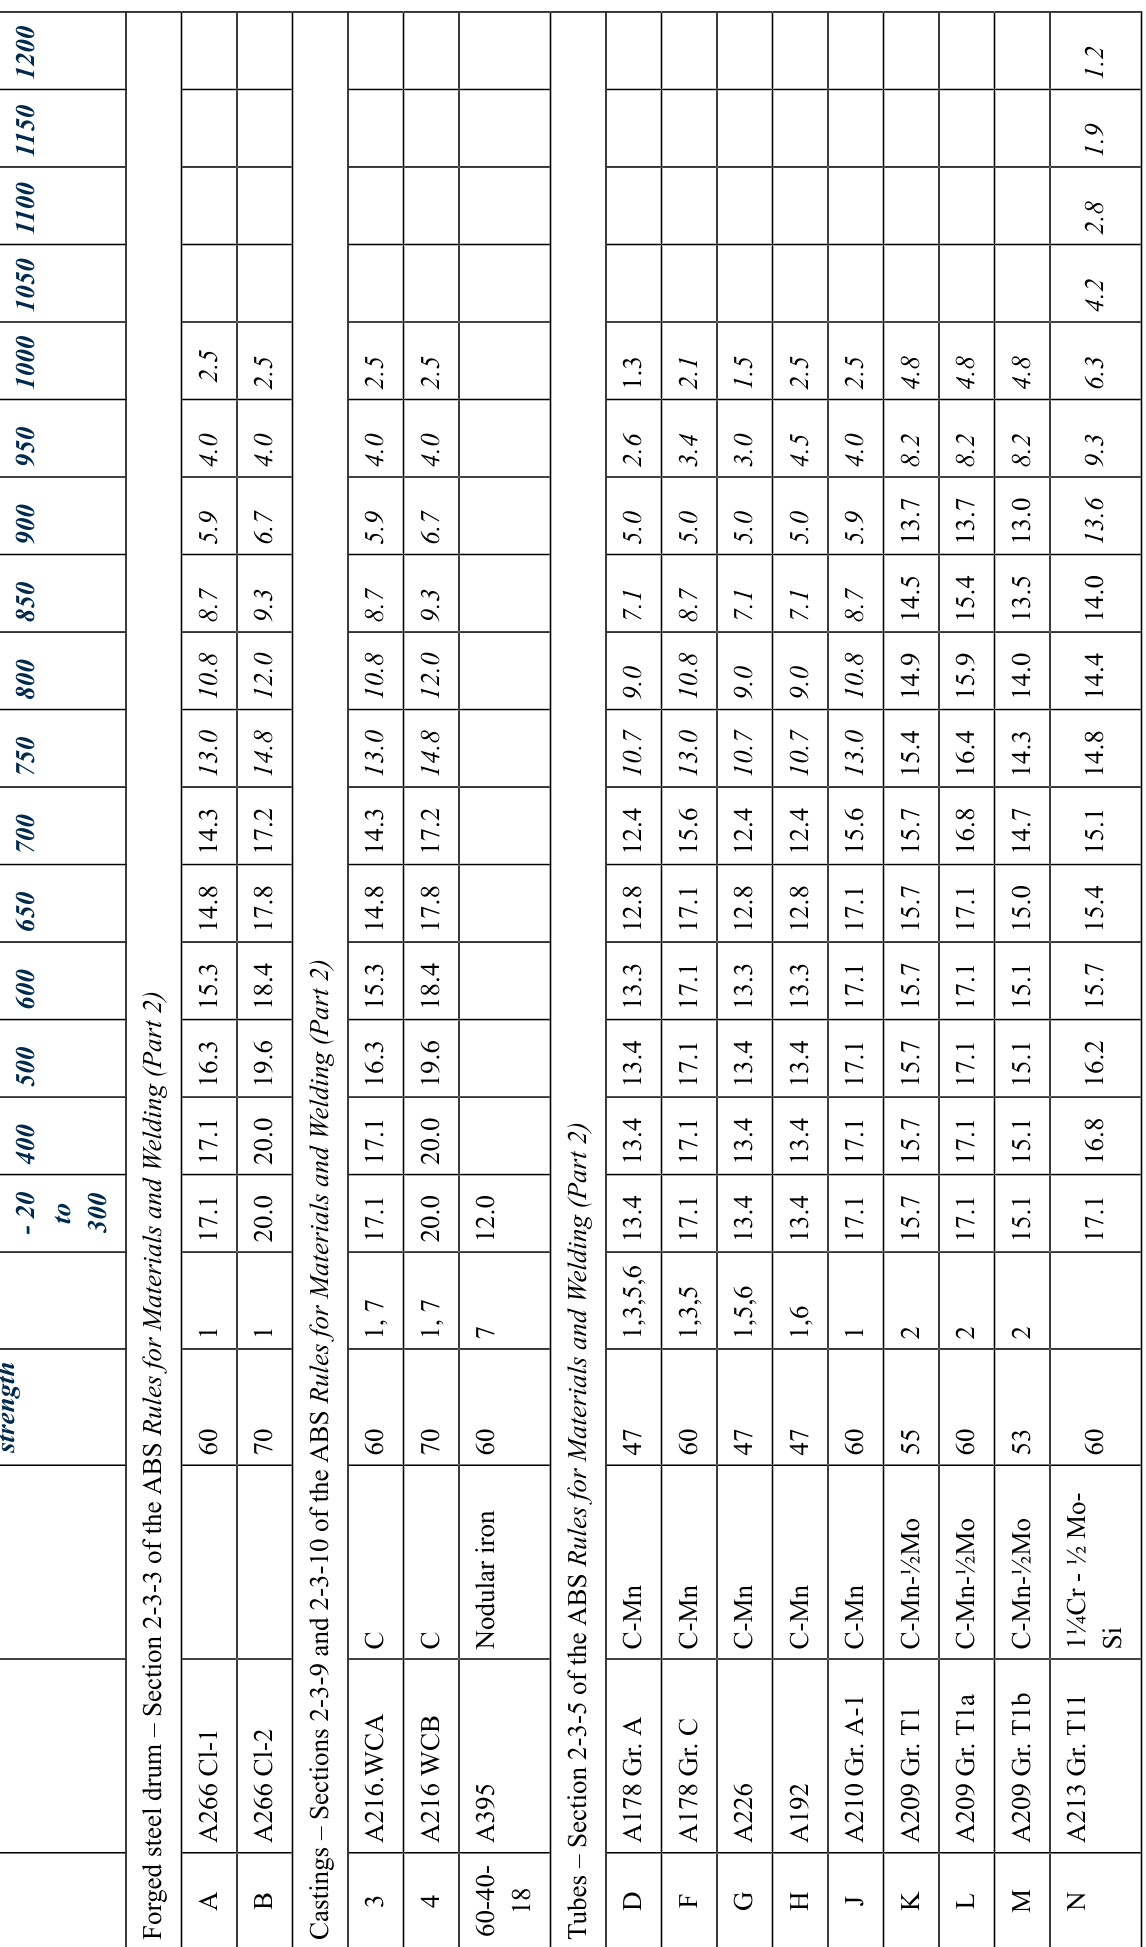 strength - 20 to 300 400 500 600 650 700 750 800 850 900 950 1000 1050 1100 1150 1200
Forged steel drum – Section 2-3-3 of the ABS Rules for Materials and Welding (Part 2)
A A266 Cl-1 60 1 17.1 17.1 16.3 15.3 14.8 14.3 13.0 10.8 8.7 5.9 4.0 2.5
B A266 Cl-2 70 1 20.0 20.0 19.6 18.4 17.8 17.2 14.8 12.0 9.3 6.7 4.0 2.5
Castings – Sections 2-3-9 and 2-3-10 of the ABS Rules for Materials and Welding (Part 2)
3 A216.WCA C 60 1, 7 17.1 17.1 16.3 15.3 14.8 14.3 13.0 10.8 8.7 5.9 4.0 2.5
4 A216 WCB C 70 1, 7 20.0 20.0 19.6 18.4 17.8 17.2 14.8 12.0 9.3 6.7 4.0 2.5
60-40-18 A395 Nodular iron 60 7 12.0
Tubes – Section 2-3-5 of the ABS Rules for Materials and Welding (Part 2)
D A178 Gr. A C-Mn 47 1,3,5,6 13.4 13.4 13.4 13.3 12.8 12.4 10.7 9.0 7.1 5.0 2.6 1.3
F A178 Gr. C C-Mn 60 1,3,5 17.1 17.1 17.1 17.1 17.1 15.6 13.0 10.8 8.7 5.0 3.4 2.1
G A226 C-Mn 47 1,5,6 13.4 13.4 13.4 13.3 12.8 12.4 10.7 9.0 7.1 5.0 3.0 1.5
H A192 C-Mn 47 1,6 13.4 13.4 13.4 13.3 12.8 12.4 10.7 9.0 7.1 5.0 4.5 2.5
J A210 Gr. A-1 C-Mn 60 1 17.1 17.1 17.1 17.1 17.1 15.6 13.0 10.8 8.7 5.9 4.0 2.5
K A209 Gr. T1 C-Mn-½Mo 55 2 15.7 15.7 15.7 15.7 15.7 15.7 15.4 14.9 14.5 13.7 8.2 4.8
L A209 Gr. T1a C-Mn-½Mo 60 2 17.1 17.1 17.1 17.1 17.1 16.8 16.4 15.9 15.4 13.7 8.2 4.8
M A209 Gr. T1b C-Mn-½Mo 53 2 15.1 15.1 15.1 15.1 15.0 14.7 14.3 14.0 13.5 13.0 8.2 4.8
N A213 Gr. T11 1¼Cr - ½ Mo-Si 60 17.1 16.8 16.2 15.7 15.4 15.1 14.8 14.4 14.0 13.6 9.3 6.3 4.2 2.8 1.9 1.2